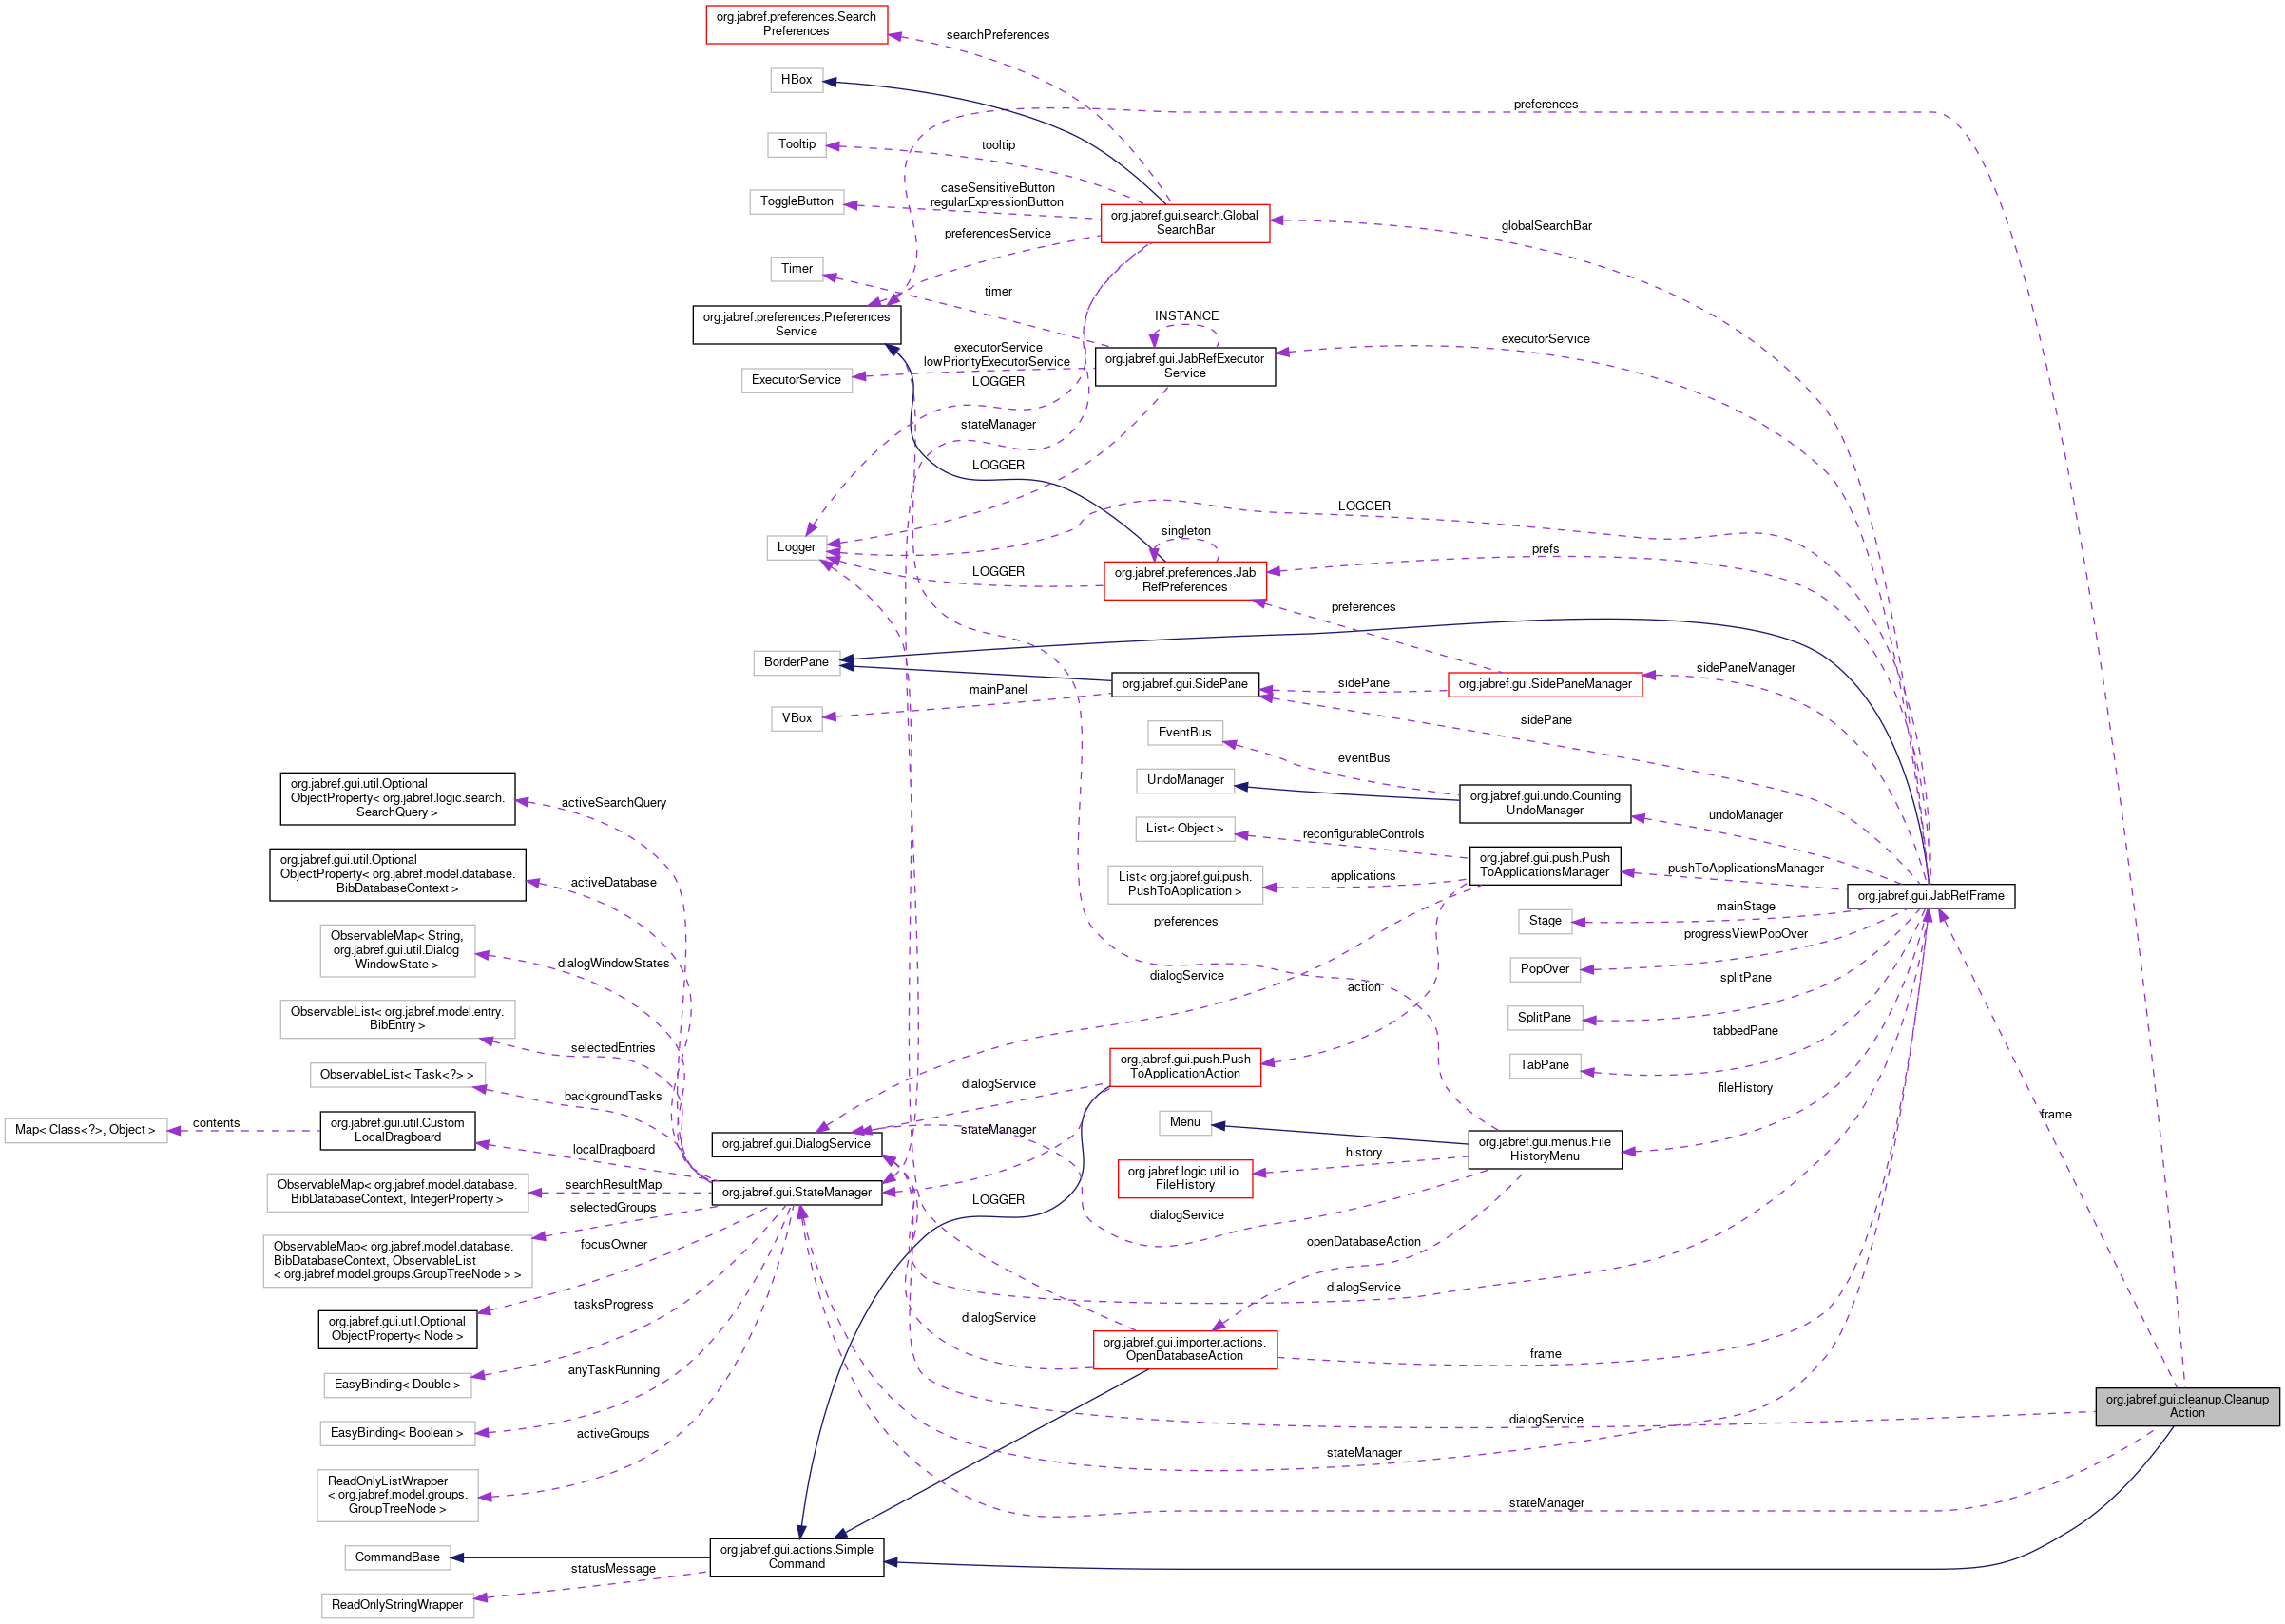 org.jabref.preferences.Search
Preferences
searchPreferences
HBox
preferences
Tooltip
tooltip
ToggleButton
caseSensitiveButton
regularExpressionButton
org.jabref.gui.search.Global
SearchBar
globalSearchBar
preferencesService
Timer
timer
INSTANCE
org.jabref.preferences.Preferences
Service
executorService
lowPriorityExecutorService
org.jabref.gui.JabRefExecutor
Service
executorService
ExecutorService
LOGGER
stateManager
LOGGER
LOGGER
Logger
singleton
prefs
LOGGER
org.jabref.preferences.Jab
RefPreferences
preferences
BorderPane
org.jabref.gui.SidePane
sidePane
org.jabref.gui.SidePaneManager
sidePaneManager
mainPanel
VBox
sidePane
EventBus
eventBus
UndoManager
org.jabref.gui.undo.Counting
UndoManager
undoManager
org.jabref.gui.util.Optional
ObjectProperty< org.jabref.logic.search.
SearchQuery >
activeSearchQuery
List< Object >
reconfigurableControls
org.jabref.gui.push.Push
ToApplicationsManager
pushToApplicationsManager
org.jabref.gui.util.Optional
ObjectProperty< org.jabref.model.database.
BibDatabaseContext >
activeDatabase
List< org.jabref.gui.push.
PushToApplication >
applications
org.jabref.gui.JabRefFrame
Stage
mainStage
preferences
progressViewPopOver
ObservableMap< String,
org.jabref.gui.util.Dialog
WindowState >
dialogWindowStates
PopOver
dialogService
action
splitPane
ObservableList< org.jabref.model.entry.
BibEntry >
selectedEntries
SplitPane
tabbedPane
TabPane
org.jabref.gui.push.Push
ToApplicationAction
ObservableList< Task<?> >
backgroundTasks
dialogService
fileHistory
Map< Class<?>, Object >
contents
org.jabref.gui.util.Custom
LocalDragboard
localDragboard
org.jabref.gui.DialogService
stateManager
Menu
org.jabref.gui.menus.File
HistoryMenu
frame
history
org.jabref.logic.util.io.
FileHistory
ObservableMap< org.jabref.model.database.
BibDatabaseContext, IntegerProperty >
searchResultMap
org.jabref.gui.StateManager
selectedGroups
LOGGER
dialogService
ObservableMap< org.jabref.model.database.
BibDatabaseContext, ObservableList
< org.jabref.model.groups.GroupTreeNode > >
focusOwner
openDatabaseAction
tasksProgress
dialogService
dialogService
org.jabref.gui.util.Optional
ObjectProperty< Node >
org.jabref.gui.importer.actions.
OpenDatabaseAction
frame
anyTaskRunning
EasyBinding< Double >
org.jabref.gui.cleanup.Cleanup
Action
dialogService
EasyBinding< Boolean >
activeGroups
stateManager
ReadOnlyListWrapper
< org.jabref.model.groups.
GroupTreeNode >
stateManager
CommandBase
org.jabref.gui.actions.Simple
Command
statusMessage
ReadOnlyStringWrapper